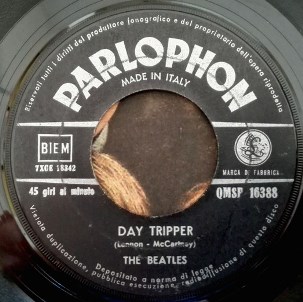 Riservati tutti i diritti del produttore fonografico e del proprietario dell'opera riprodotta
PARLOPHON
MADE IN ITALY
BIEM
7XCE 18342
MARCA DI FABBRICA
45 giri al minuto
QMSP 16388
DAY TRIPPER
(Lennon - McCartney)
THE BEATLES
Depositato a norma di legge
Vietata duplicazione, pubblica esecuzione, radiodiffusione di questo disco